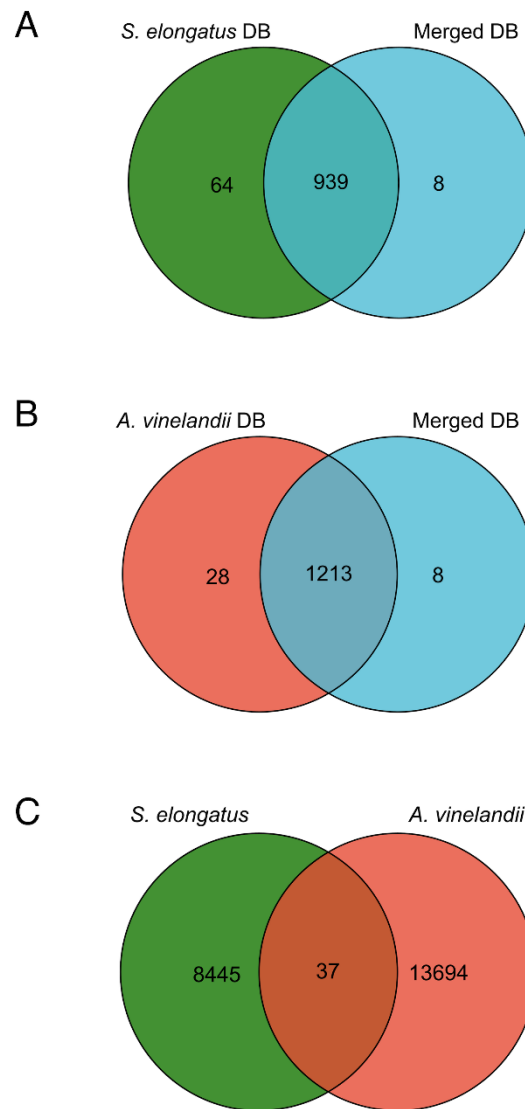 A
S. elongatus DB Merged DB
64 939 8
B
A. vinelandii DB Merged DB
28 1213 8
C
S. elongatus A. vinelandii
8445 37 13694